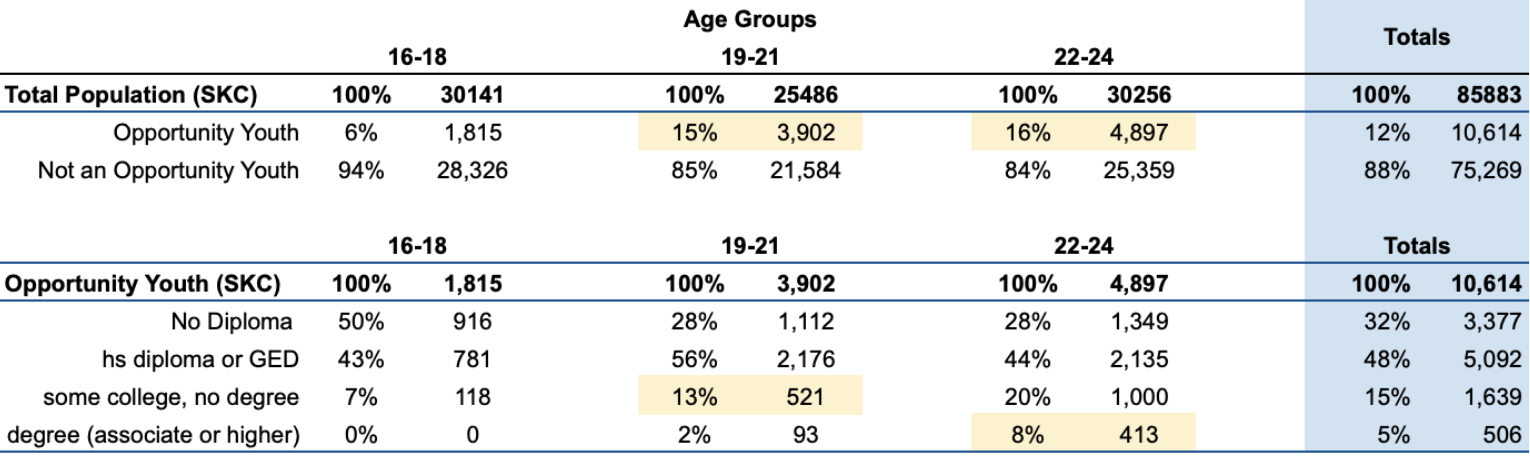 Age Groups Totals
16-18 19-21 22-24
Total Population (SKC) 100% 30141 100% 25486 100% 30256 100% 85883
Opportunity Youth 6% 1,815 15% 3,902 16% 4,897 12% 10,614
Not an Opportunity Youth 94% 28,326 85% 21,584 84% 25,359 88% 75,269
16-18 19-21 22-24 Totals
Opportunity Youth (SKC) 100% 1,815 100% 3,902 100% 4,897 100% 10,614
No Diploma 50% 916 28% 1,112 28% 1,349 32% 3,377
hs diploma or GED 43% 781 56% 2,176 44% 2,135 48% 5,092
some college, no degree 7% 118 13% 521 20% 1,000 15% 1,639
degree (associate or higher) 0% 0 2% 93 8% 413 5% 506